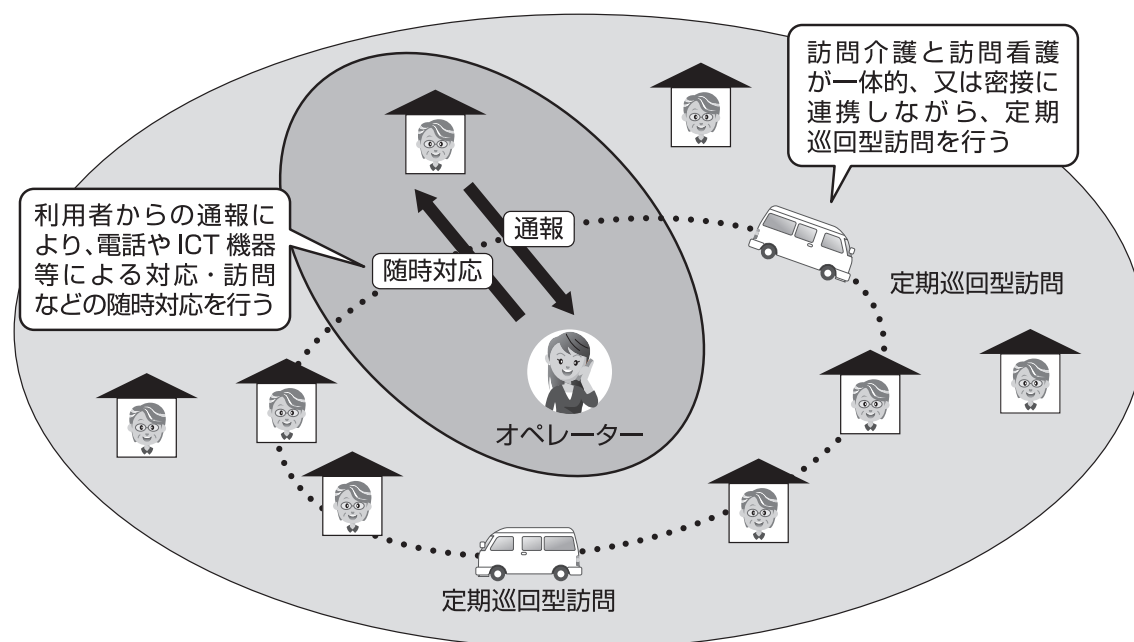 訪問介護と訪問看護
が一体的、又は密接に
連携しながら、定期
巡回型訪問を行う
利用者からの通報に
より、電話や ICT 機器
等による対応・訪問
などの随時対応を行う
通報
随時対応
定期巡回型訪問
オペレーター
定期巡回型訪問